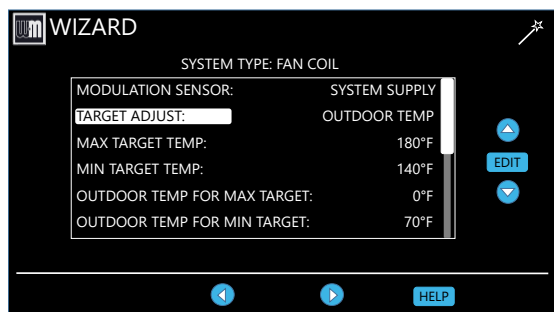 wm WIZARD
SYSTEM TYPE: FAN COIL
MODULATION SENSOR: SYSTEM SUPPLY
TARGET ADJUST: OUTDOOR TEMP
MAX TARGET TEMP: 180°F
MIN TARGET TEMP: 140°F
EDIT
OUTDOOR TEMP FOR MAX TARGET: 0°F
OUTDOOR TEMP FOR MIN TARGET: 70°F
HELP